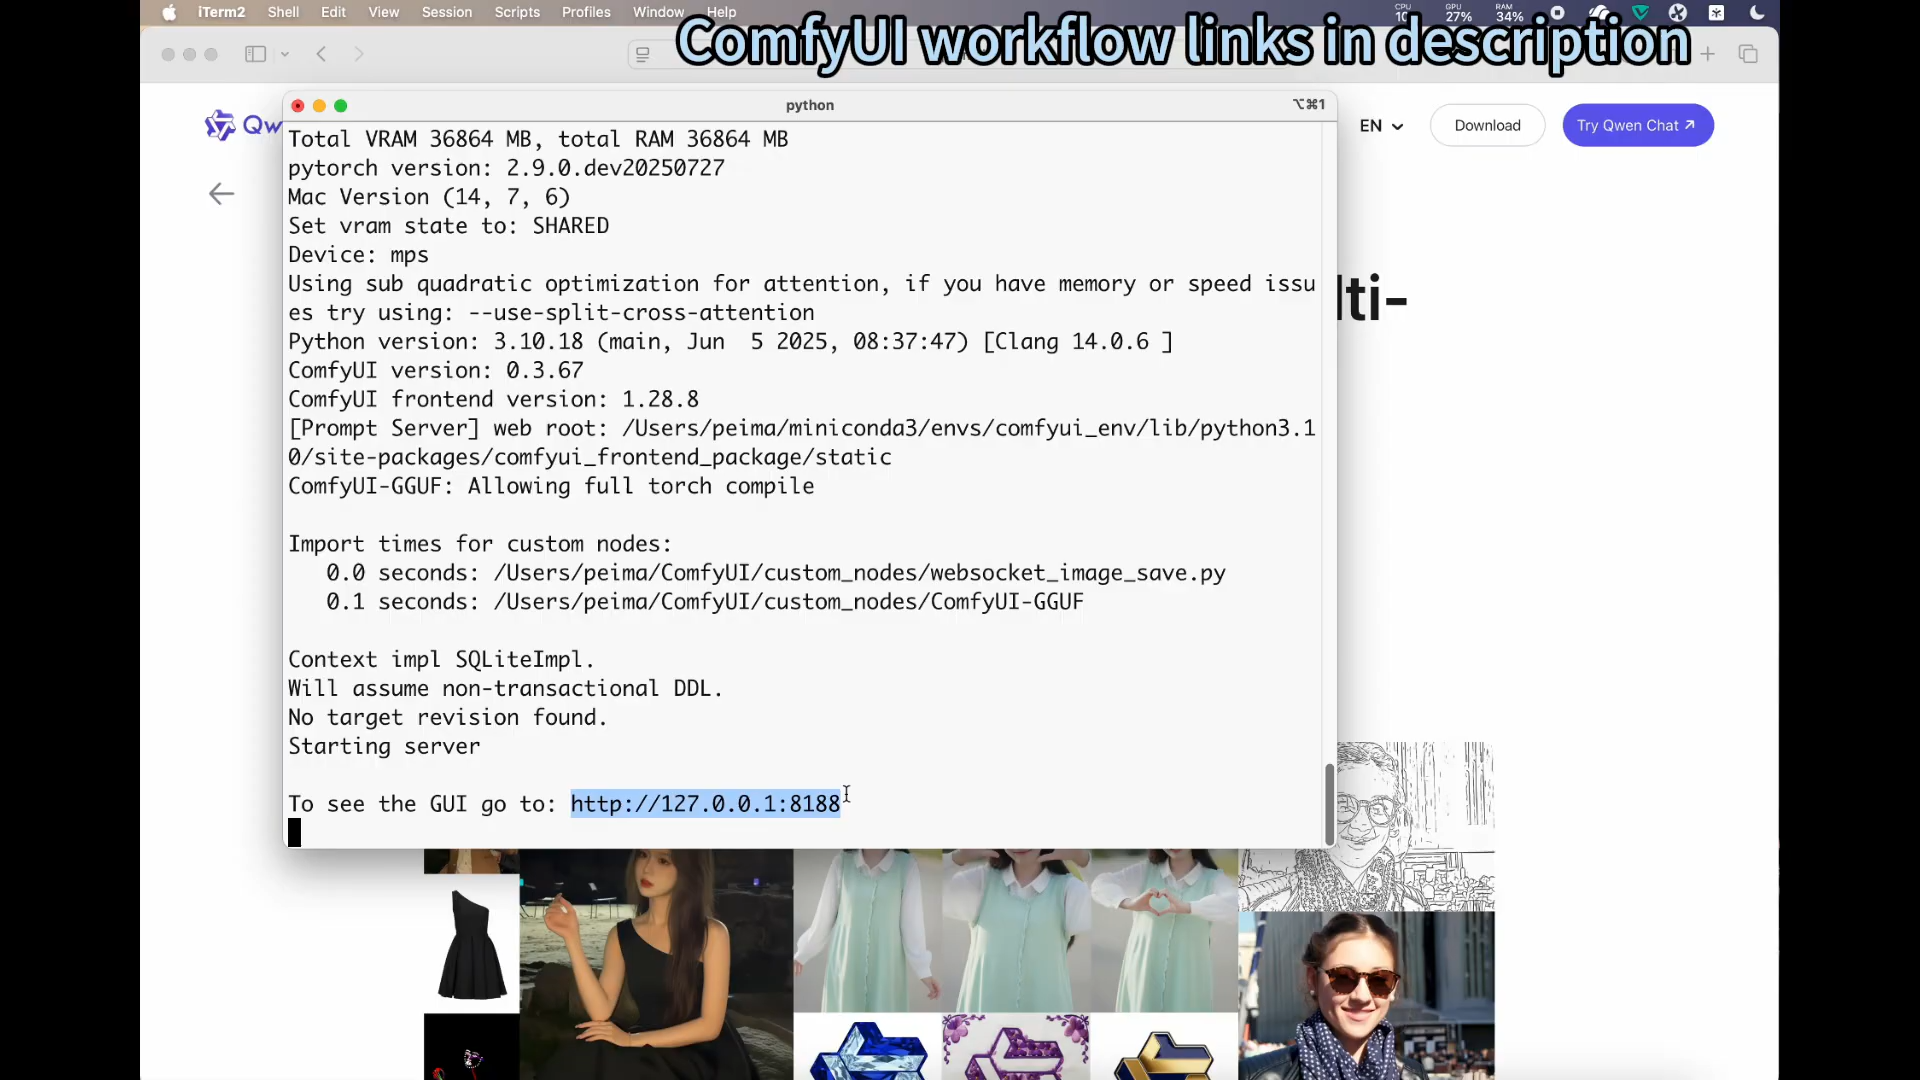 iTerm2 Shell Edit View Session Scripts Profiles Window Help
CPU GPU RAM
27% 34%
ComfyUI workflow links in description
python
⌥⌘1
EN
Download
Try Qwen Chat ↗
Total VRAM 36864 MB, total RAM 36864 MB
pytorch version: 2.9.0.dev20250727
Mac Version (14, 7, 6)
Set vram state to: SHARED
Device: mps
Using sub quadratic optimization for attention, if you have memory or speed issu
es try using: --use-split-cross-attention
Python version: 3.10.18 (main, Jun  5 2025, 08:37:47) [Clang 14.0.6 ]
ComfyUI version: 0.3.67
ComfyUI frontend version: 1.28.8
[Prompt Server] web root: /Users/peima/miniconda3/envs/comfyui_env/lib/python3.1
0/site-packages/comfyui_frontend_package/static
ComfyUI-GGUF: Allowing full torch compile
Import times for custom nodes:
   0.0 seconds: /Users/peima/ComfyUI/custom_nodes/websocket_image_save.py
   0.1 seconds: /Users/peima/ComfyUI/custom_nodes/ComfyUI-GGUF
Context impl SQLiteImpl.
Will assume non-transactional DDL.
No target revision found.
Starting server
To see the GUI go to: http://127.0.0.1:8188